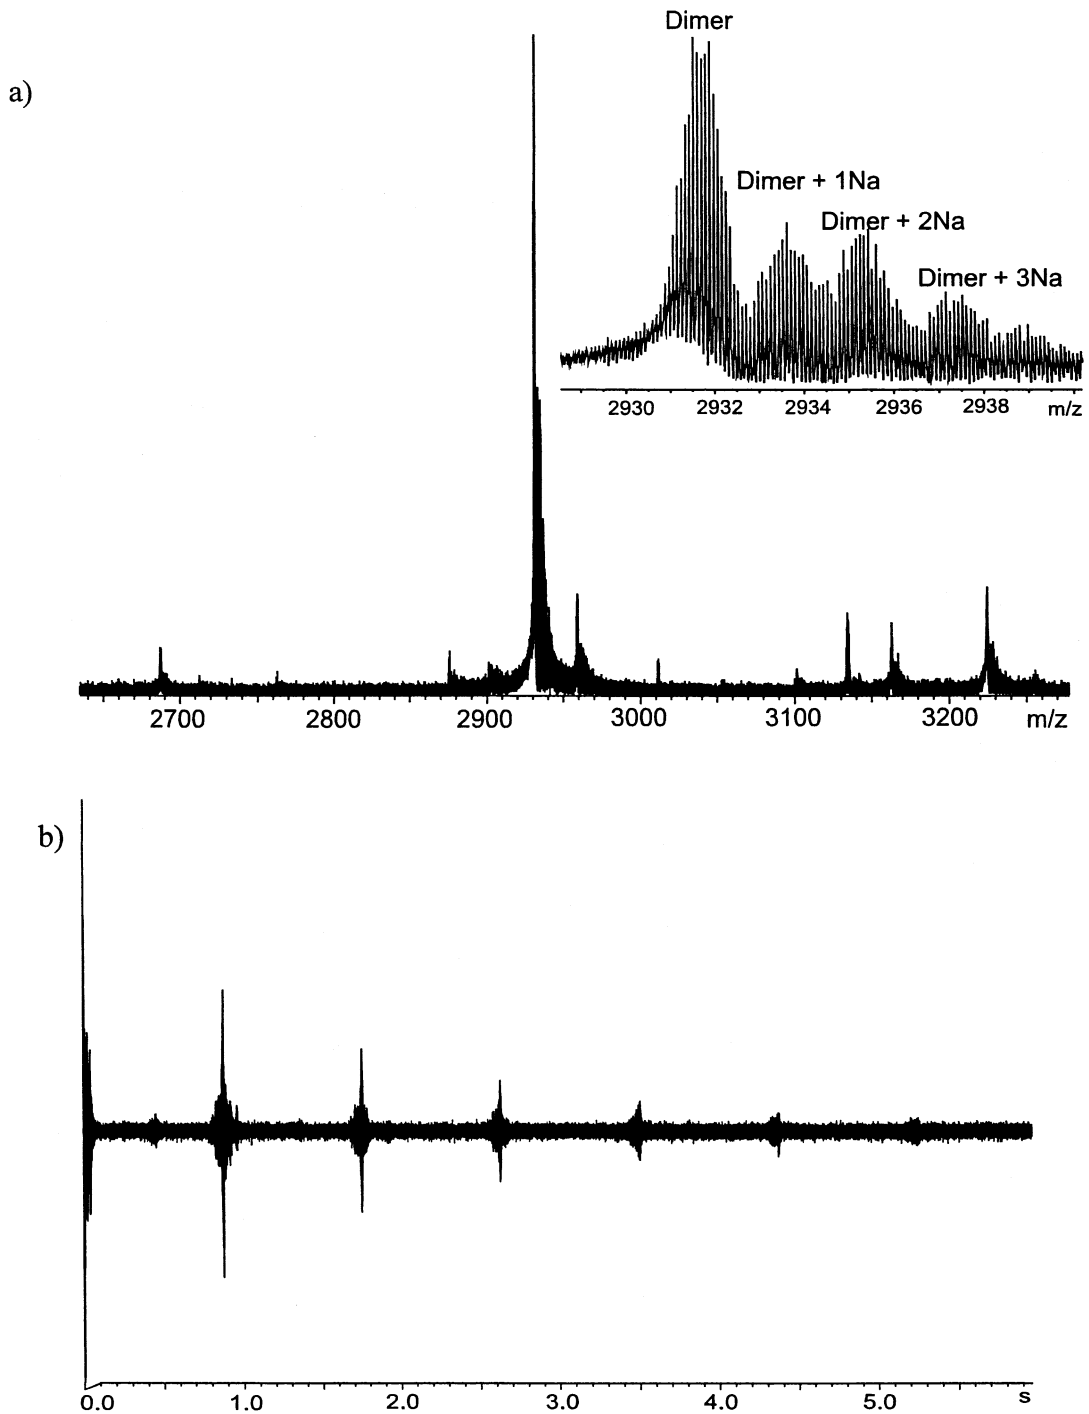 a)
Dimer
Dimer + 1Na
Dimer + 2Na
Dimer + 3Na
2930 2932 2934 2936 2938 m/z
2700 2800 2900 3000 3100 3200 m/z
b)
0.0 1.0 2.0 3.0 4.0 5.0 s